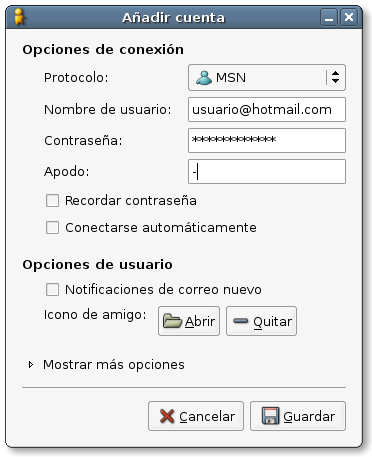 Añadir cuenta
Opciones de conexión
Protocolo: MSN
Nombre de usuario: usuario@hotmail.com
Contraseña: *************
Apodo: -
Recordar contraseña
Conectarse automáticamente
Opciones de usuario
Notificaciones de correo nuevo
Icono de amigo: Abrir Quitar
Mostrar más opciones
Cancelar Guardar